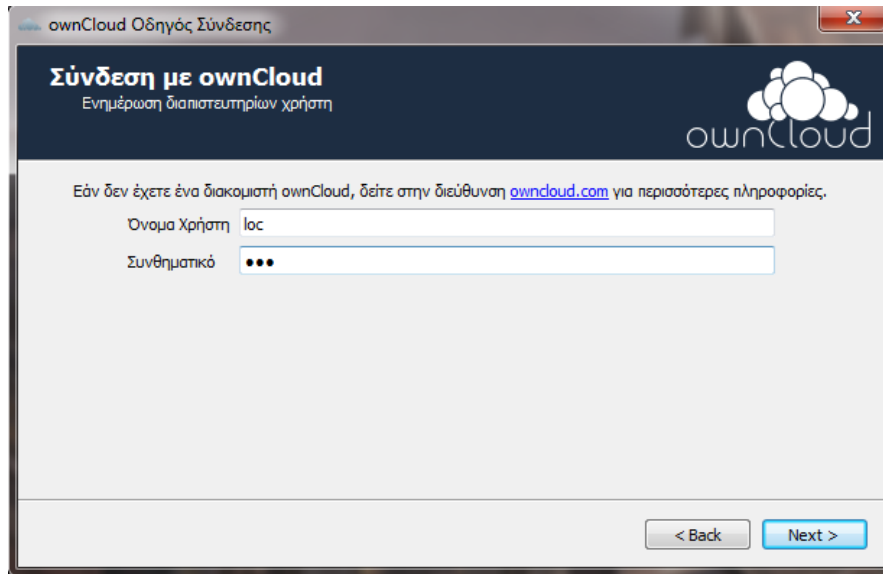 ownCloud Οδηγός Σύνδεσης
Σύνδεση με ownCloud
Ενημέρωση διαπιστευτηρίων χρήστη
ownCloud
Εάν δεν έχετε ένα διακομιστή ownCloud, δείτε στην διεύθυνση owncloud.com για περισσότερες πληροφορίες.
Όνομα Χρήστη loc
Συνθηματικό ●●●
< Back Next >